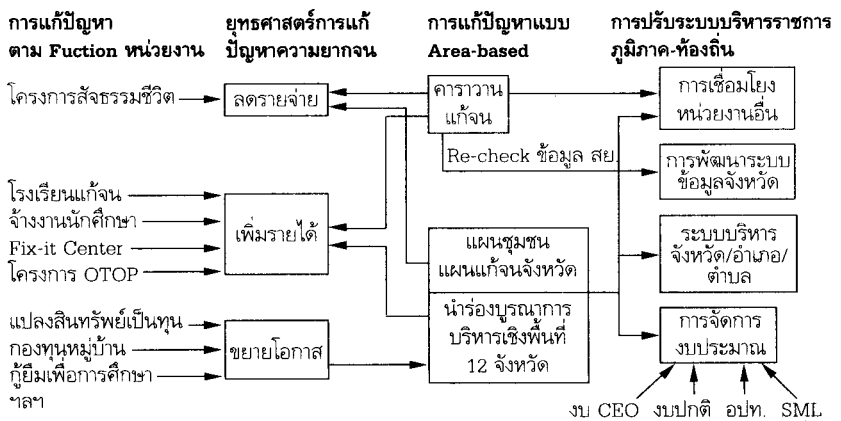 การแก้ปัญหา
ตาม Fuction หน่วยงาน
ยุทธศาสตร์การแก้
ปัญหาความยากจน
การแก้ปัญหาแบบ
Area-based
การปรับระบบบริหารราชการ
ภูมิภาค-ท้องถิ่น
โครงการสัจธรรมชีวิต
ลดรายจ่าย
คาราวาน
แก้จน
การเชื่อมโยง
หน่วยงานอื่น
Re-check ข้อมูล สย.
การพัฒนาระบบ
ข้อมูลจังหวัด
โรงเรียนแก้จน
จ้างงานนักศึกษา
Fix-it Center
โครงการ OTOP
เพิ่มรายได้
แผนชุมชน
แผนแก้จนจังหวัด
ระบบบริหาร
จังหวัด/อำเภอ/
ตำบล
แปลงสินทรัพย์เป็นทุน
กองทุนหมู่บ้าน
กู้ยืมเพื่อการศึกษา
ฯลฯ
ขยายโอกาส
นำร่องบูรณาการ
บริหารเชิงพื้นที่
12 จังหวัด
การจัดการ
งบประมาณ
งบ CEO งบปกติ อปท. SML